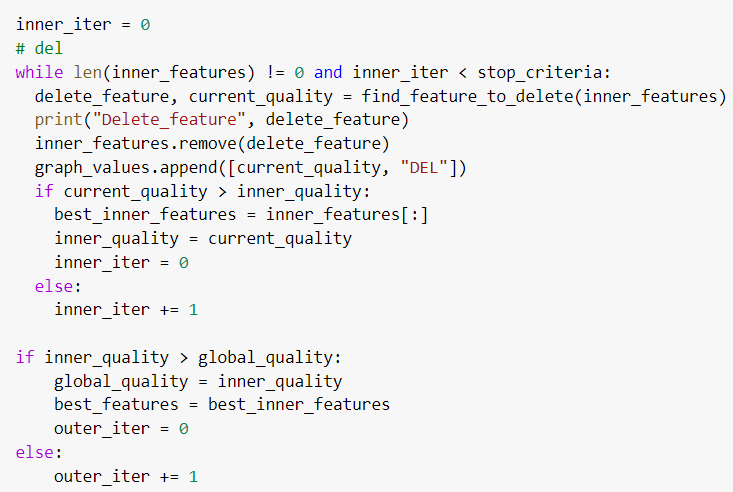 inner_iter = 0
# del
while len(inner_features) != 0 and inner_iter < stop_criteria:
  delete_feature, current_quality = find_feature_to_delete(inner_features)
  print("Delete_feature", delete_feature)
  inner_features.remove(delete_feature)
  graph_values.append([current_quality, "DEL"])
  if current_quality > inner_quality:
    best_inner_features = inner_features[:]
    inner_quality = current_quality
    inner_iter = 0
  else:
    inner_iter += 1

if inner_quality > global_quality:
    global_quality = inner_quality
    best_features = best_inner_features
    outer_iter = 0
else:
    outer_iter += 1